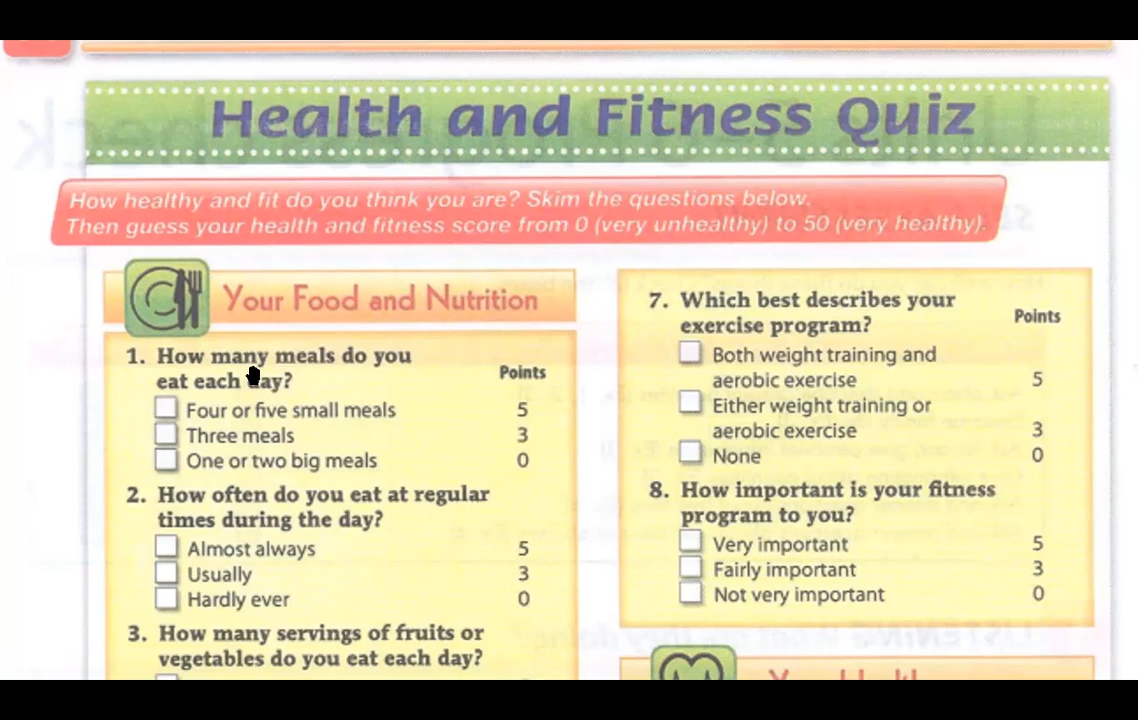 Health and Fitness Quiz
How healthy and fit do you think you are? Skim the questions below.
Then guess your health and fitness score from 0 (very unhealthy) to 50 (very healthy).
Your Food and Nutrition
1. How many meals do you
eat each day?
Points
Four or five small meals 5
Three meals 3
One or two big meals 0
2. How often do you eat at regular
times during the day?
Almost always 5
Usually 3
Hardly ever 0
3. How many servings of fruits or
vegetables do you eat each day?
7. Which best describes your
exercise program?
Points
Both weight training and
aerobic exercise 5
Either weight training or
aerobic exercise 3
None 0
8. How important is your fitness
program to you?
Very important 5
Fairly important 3
Not very important 0